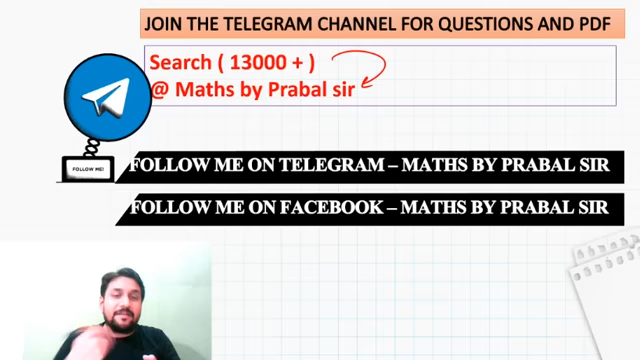 JOIN THE TELEGRAM CHANNEL FOR QUESTIONS AND PDF
Search ( 13000 + )
@ Maths by Prabal sir
FOLLOW ME!
FOLLOW ME ON TELEGRAM – MATHS BY PRABAL SIR
FOLLOW ME ON FACEBOOK – MATHS BY PRABAL SIR